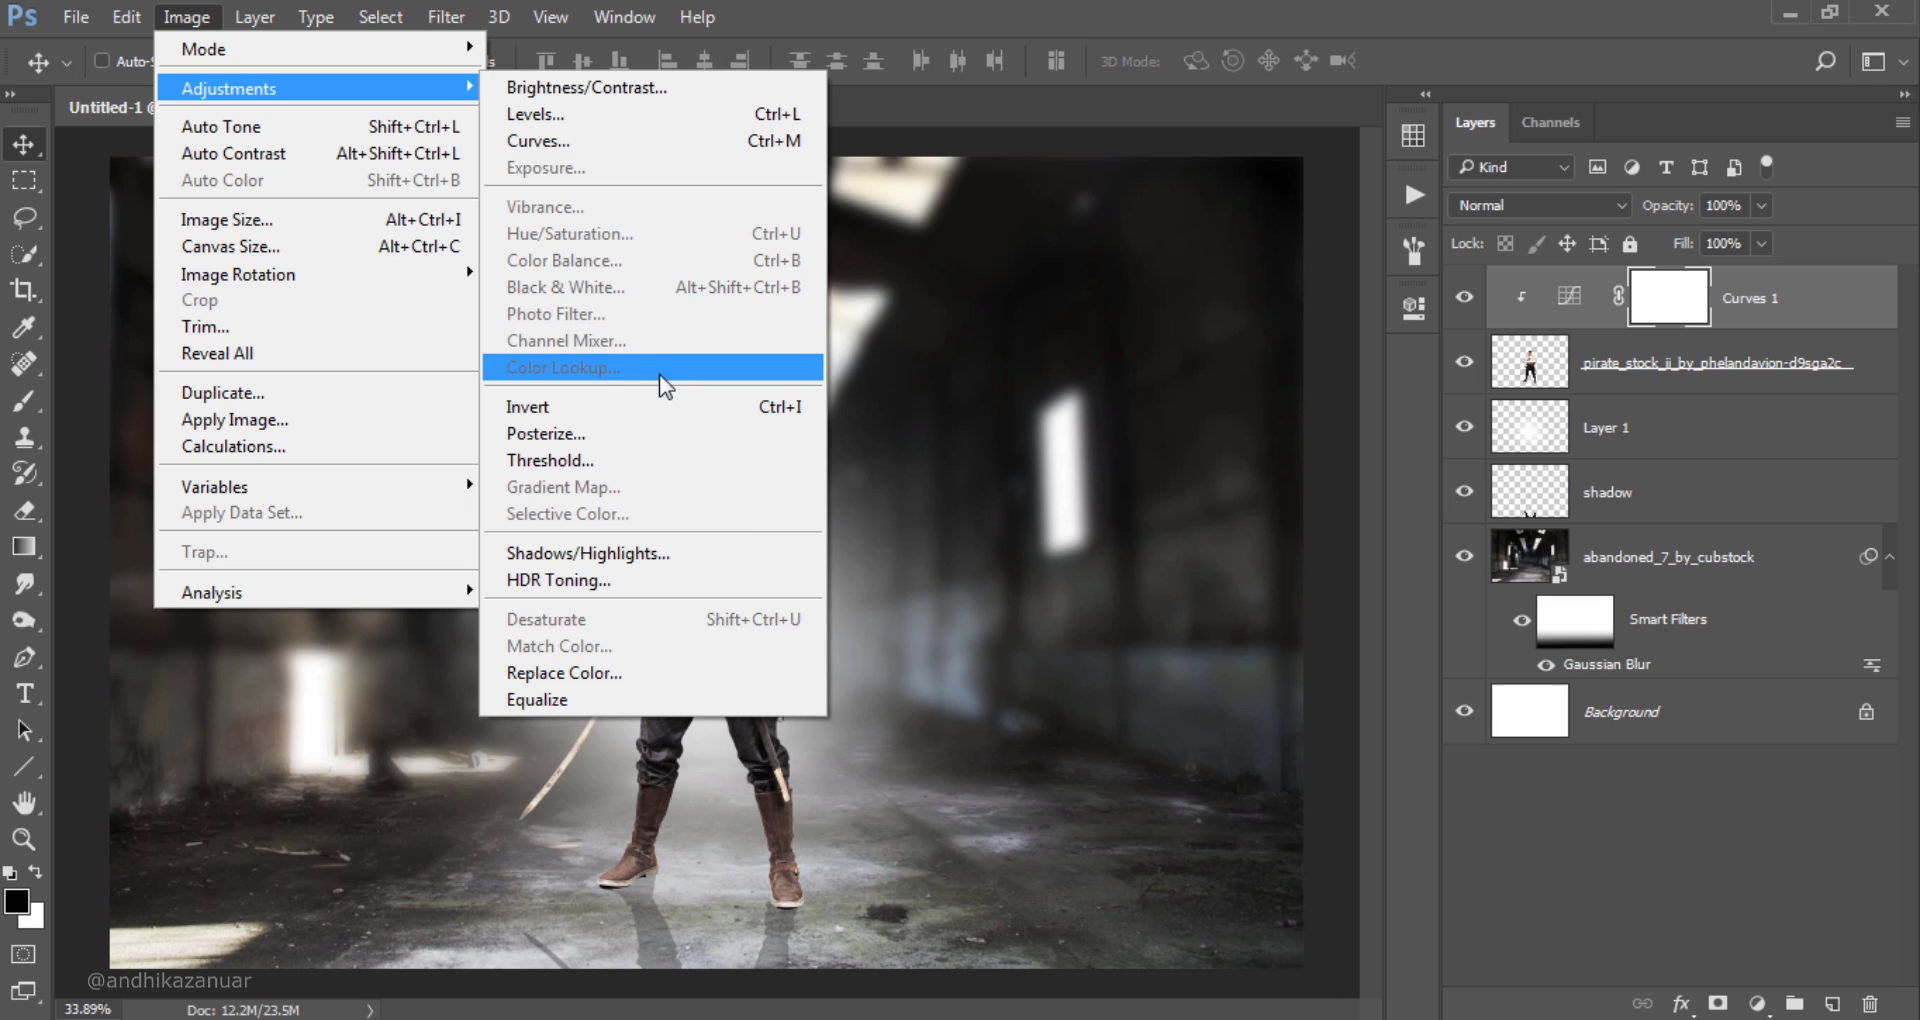 Ps File Edit Image Layer Type Select Filter 3D View Window Help
Auto-S
s
3D Mode:
Untitled-1 @
Mode
Adjustments
Auto Tone Shift+Ctrl+L
Auto Contrast Alt+Shift+Ctrl+L
Auto Color Shift+Ctrl+B
Image Size... Alt+Ctrl+I
Canvas Size... Alt+Ctrl+C
Image Rotation
Crop
Trim...
Reveal All
Duplicate...
Apply Image...
Calculations...
Variables
Apply Data Set...
Trap...
Analysis
Brightness/Contrast...
Levels... Ctrl+L
Curves... Ctrl+M
Exposure...
Vibrance...
Hue/Saturation... Ctrl+U
Color Balance... Ctrl+B
Black & White... Alt+Shift+Ctrl+B
Photo Filter...
Channel Mixer...
Color Lookup...
Invert Ctrl+I
Posterize...
Threshold...
Gradient Map...
Selective Color...
Shadows/Highlights...
HDR Toning...
Desaturate Shift+Ctrl+U
Match Color...
Replace Color...
Equalize
Layers Channels
Kind
Normal Opacity: 100%
Lock: Fill: 100%
Curves 1
pirate_stock_ii_by_phelandavion-d9sga2c
Layer 1
shadow
abandoned_7_by_cubstock
Smart Filters
Gaussian Blur
Background
fx
@andhikazanuar
33.89% Doc: 12.2M/23.5M